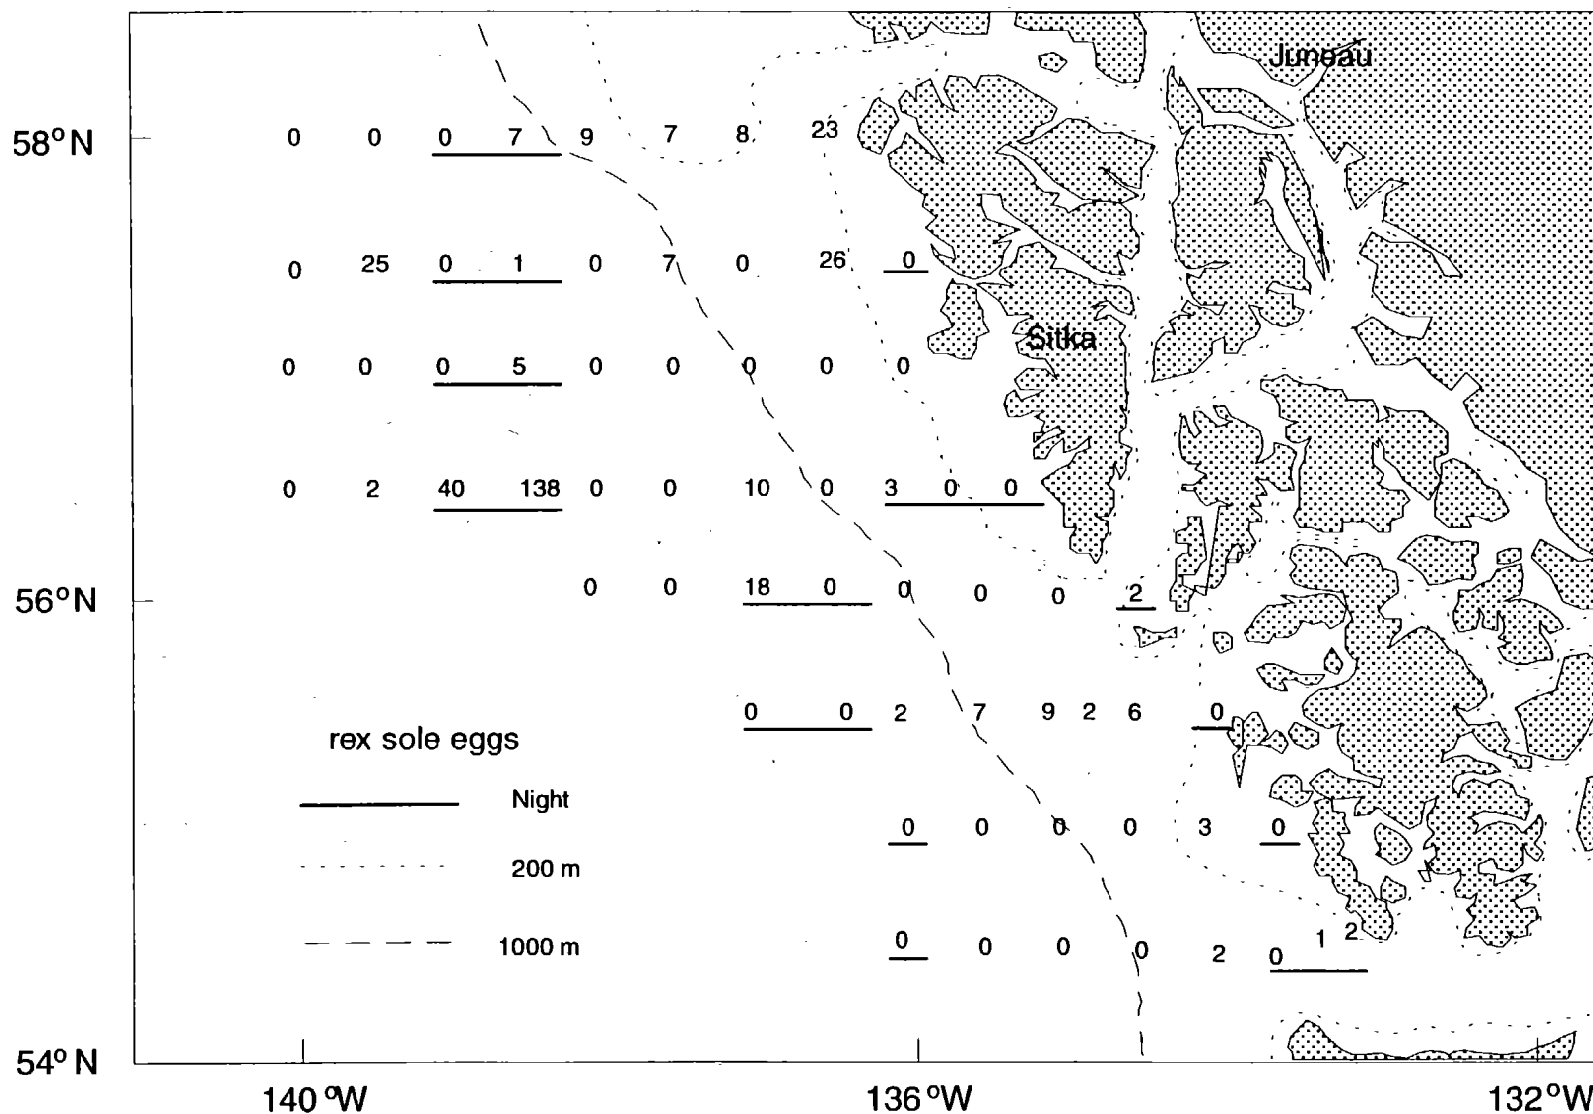 Juneau
58°N
0 0 0 7 9 7 8 23
0 25 0 1 0 7 0 26 0
Sitka
0 0 0 5 0 0 0 0 0
0 2 40 138 0 0 10 0 3 0 0
56°N
0 0 18 0 0 0 0 2
0 0 2 7 9 2 6 0
rex sole eggs
Night
0 0 0 0 3 0
200 m
1000 m
0 0 0 0 2 0 1 2
54°N
140°W 136°W 132°W